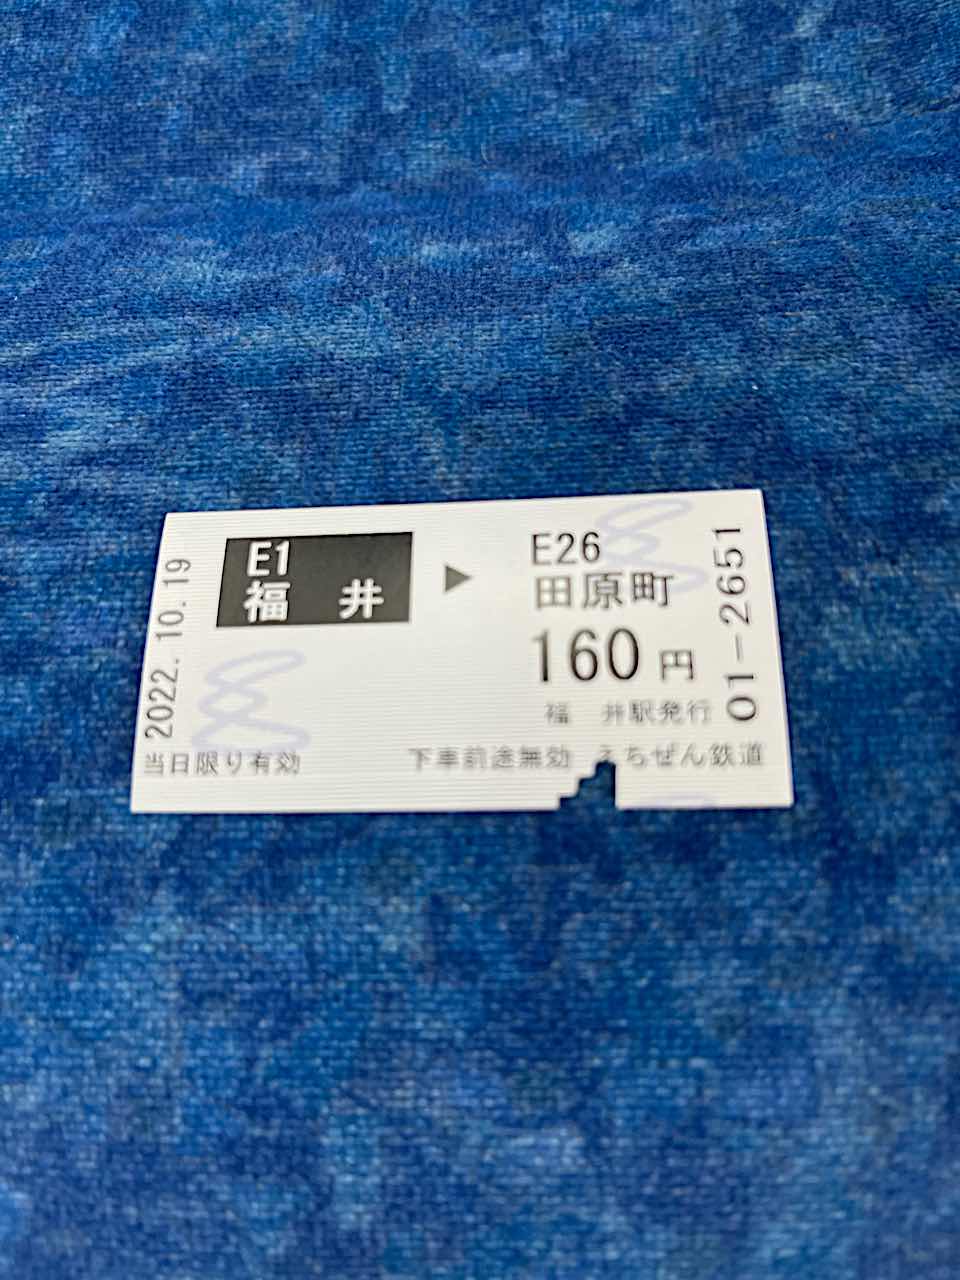 2022.10.19
E1
福 井
▶
E26
田原町
160円
福 井駅発行
当日限り有効 下車前途無効 えちぜん鉄道
01-2651